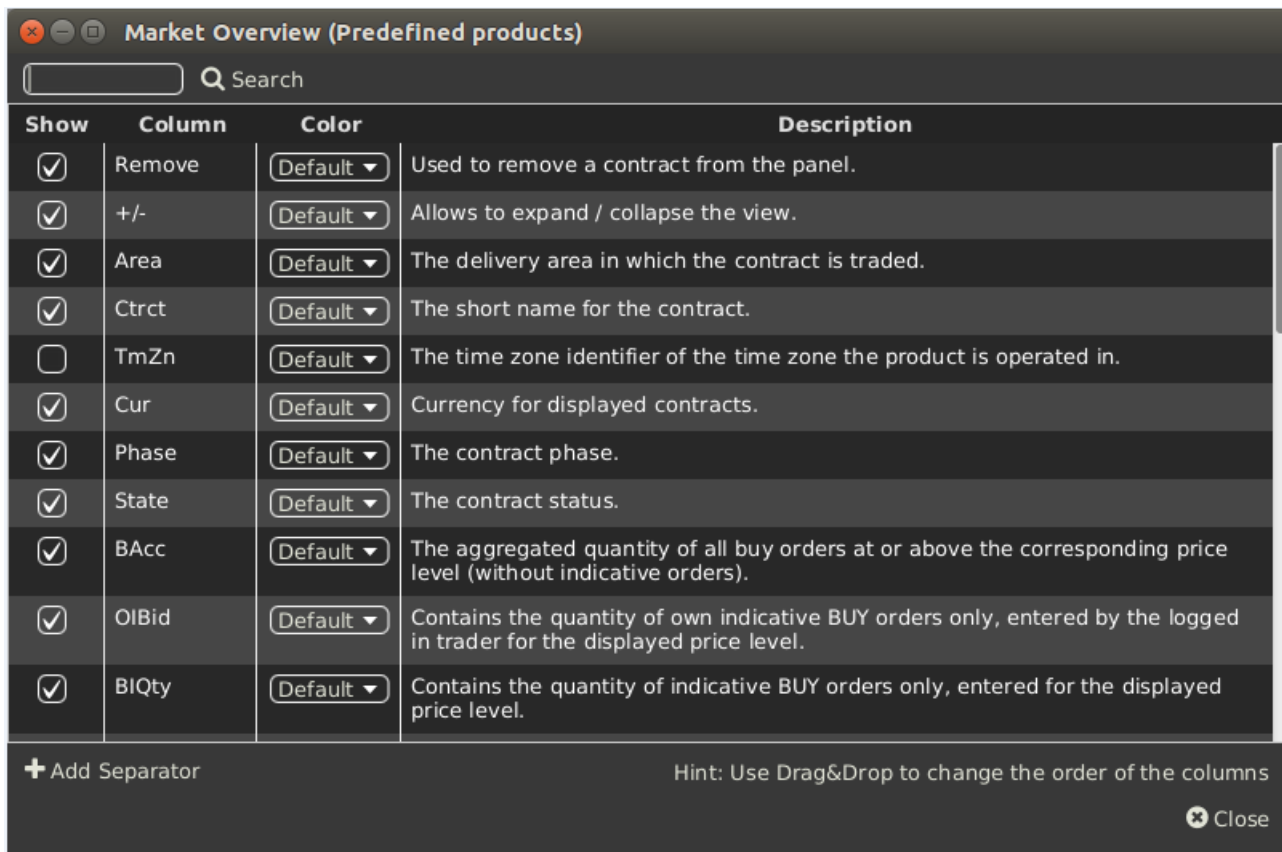 Market Overview (Predefined products)
Search
Show Column Color Description
Remove Default Used to remove a contract from the panel.
+/- Default Allows to expand / collapse the view.
Area Default The delivery area in which the contract is traded.
Ctrct Default The short name for the contract.
TmZn Default The time zone identifier of the time zone the product is operated in.
Cur Default Currency for displayed contracts.
Phase Default The contract phase.
State Default The contract status.
BAcc Default The aggregated quantity of all buy orders at or above the corresponding price
level (without indicative orders).
OIBid Default Contains the quantity of own indicative BUY orders only, entered by the logged
in trader for the displayed price level.
BIQty Default Contains the quantity of indicative BUY orders only, entered for the displayed
price level.
Add Separator Hint: Use Drag&Drop to change the order of the columns
Close